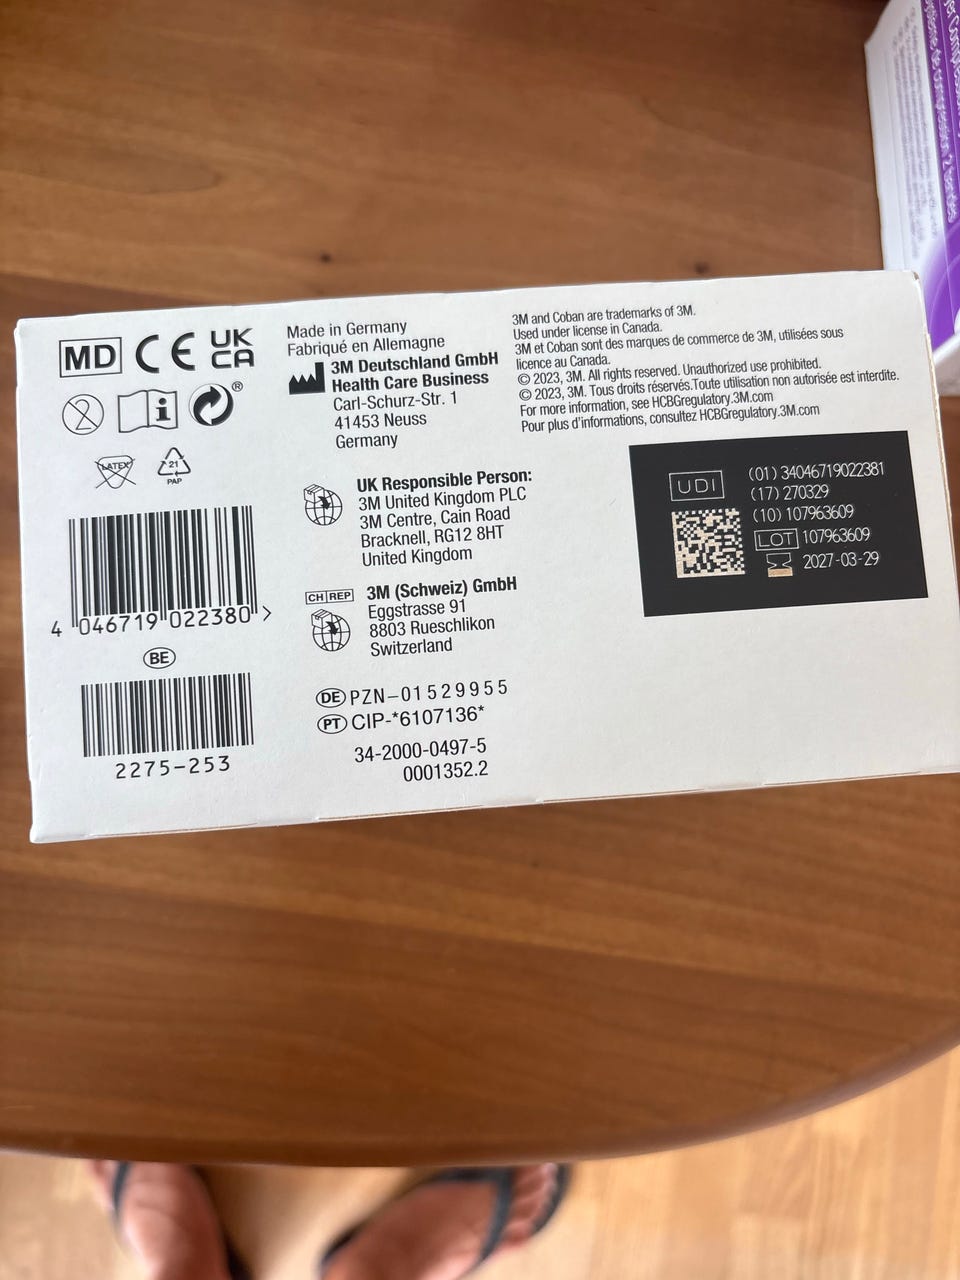 MD CE UK CA
i
®
LATEX
21
PAP
4 046719 022380 >
BE
2275-253
Made in Germany
Fabriqué en Allemagne
3M Deutschland GmbH
Health Care Business
Carl-Schurz-Str. 1
41453 Neuss
Germany
UK Responsible Person:
3M United Kingdom PLC
3M Centre, Cain Road
Bracknell, RG12 8HT
United Kingdom
CH REP 3M (Schweiz) GmbH
Eggstrasse 91
8803 Rueschlikon
Switzerland
DE PZN-01529955
PT CIP-*6107136*
34-2000-0497-5
0001352.2
3M and Coban are trademarks of 3M.
Used under license in Canada.
3M et Coban sont des marques de commerce de 3M, utilisées sous
licence au Canada.
© 2023, 3M. All rights reserved. Unauthorized use prohibited.
© 2023, 3M. Tous droits réservés.Toute utilisation non autorisée est interdite.
For more information, see HCBGregulatory.3M.com
Pour plus d'informations, consultez HCBGregulatory.3M.com
UDI
(01) 34046719022381
(17) 270329
(10) 107963609
LOT 107963609
2027-03-29
de compression 2 bandes